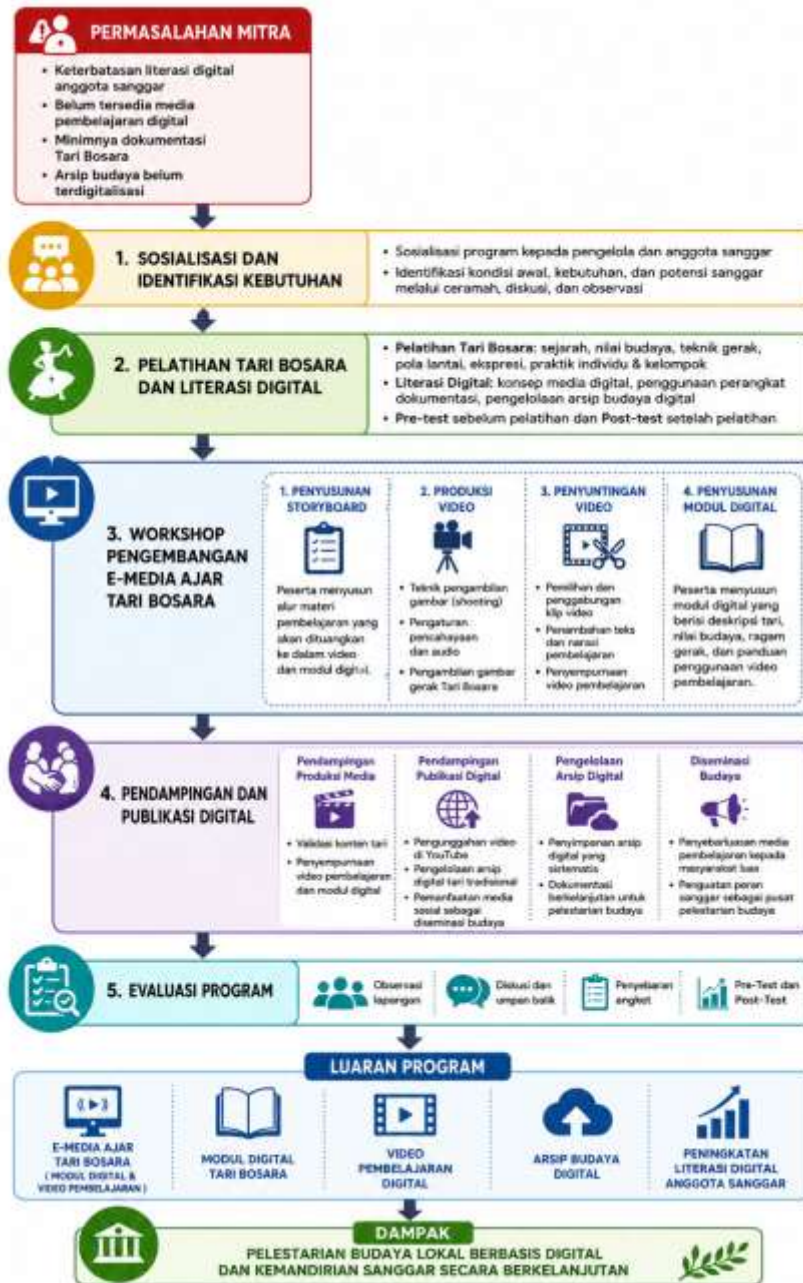 PERMASALAHAN MITRA
• Keterbatasan literasi digital
anggota sanggar
• Belum tersedia media
pembelajaran digital
• Minimnya dokumentasi
Tari Bosara
• Arsip budaya belum
terdigitalisasi
1. SOSIALISASI DAN
IDENTIFIKASI KEBUTUHAN
• Sosialisasi program kepada pengelola dan anggota sanggar
• Identifikasi kondisi awal, kebutuhan, dan potensi sanggar
melalui ceramah, diskusi, dan observasi
2. PELATIHAN TARI BOSARA
DAN LITERASI DIGITAL
• Pelatihan Tari Bosara: sejarah, nilai budaya, teknik gerak,
pola lantai, ekspresi, praktik individu & kelompok
• Literasi Digital: konsep media digital, penggunaan perangkat
dokumentasi, pengelolaan arsip budaya digital
• Pre-test sebelum pelatihan dan Post-test setelah pelatihan
3. WORKSHOP
PENGEMBANGAN
E-MEDIA AJAR
TARI BOSARA
1. PENYUSUNAN
STORYBOARD
Peserta menyusun
alur materi
pembelajaran yang
akan dituangkan
ke dalam video
dan modul digital.
2. PRODUKSI
VIDEO
• Teknik pengambilan
gambar (shooting)
• Pengaturan
pencahayaan
dan audio
• Pengambilan gambar
gerak Tari Bosara
3. PENYUNTINGAN
VIDEO
• Pemilihan dan
penggabungan
klip video
• Penambahan teks
dan narasi
pembelajaran
• Penyempurnaan
video pembelajaran
4. PENYUSUNAN
MODUL DIGITAL
Peserta menyusun
modul digital yang
berisi deskripsi tari,
nilai budaya, ragam
gerak, dan panduan
penggunaan video
pembelajaran.
4. PENDAMPINGAN DAN
PUBLIKASI DIGITAL
Pendampingan
Produksi Media
• Validasi konten tari
• Penyempurnaan
video pembelajaran
dan modul digital
Pendampingan
Publikasi Digital
• Pengunggahan video
di YouTube
• Pengelolaan arsip
digital tari tradisional
• Pemanfaatan media
sosial sebagai
diseminasi budaya
Pengelolaan
Arsip Digital
• Penyimpanan arsip
digital yang
sistematis
• Dokumentasi
berkelanjutan untuk
pelestarian budaya
Diseminasi
Budaya
• Penyebarluasan media
pembelajaran kepada
masyarakat luas
• Penguatan peran
sanggar sebagai pusat
pelestarian budaya
5. EVALUASI PROGRAM
Observasi
lapangan
Diskusi dan
umpan balik
Penyebaran
angket
Pre-Test dan
Post-Test
LUARAN PROGRAM
E-MEDIA AJAR
TARI BOSARA
(MODUL DIGITAL &
VIDEO PEMBELAJARAN)
MODUL DIGITAL
TARI BOSARA
VIDEO
PEMBELAJARAN
DIGITAL
ARSIP BUDAYA
DIGITAL
PENINGKATAN
LITERASI DIGITAL
ANGGOTA SANGGAR
DAMPAK
PELESTARIAN BUDAYA LOKAL BERBASIS DIGITAL
DAN KEMANDIRIAN SANGGAR SECARA BERKELANJUTAN